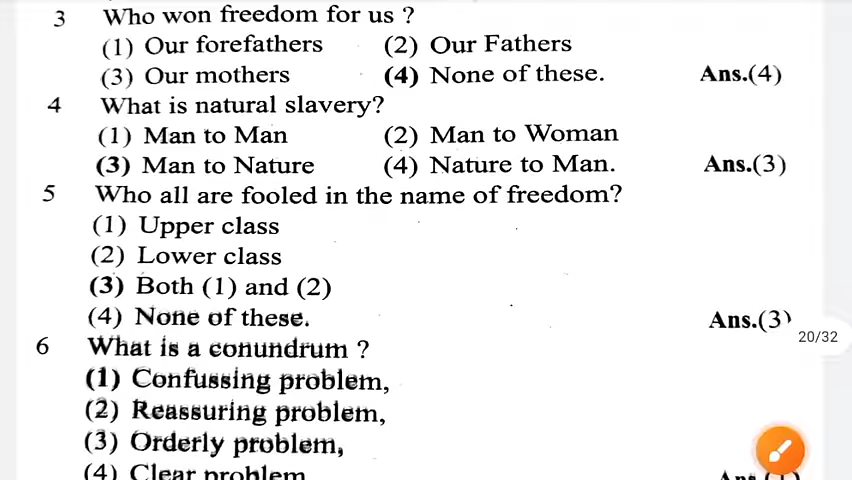 3 Who won freedom for us ?
(1) Our forefathers (2) Our Fathers
(3) Our mothers (4) None of these. Ans.(4)
4 What is natural slavery?
(1) Man to Man (2) Man to Woman
(3) Man to Nature (4) Nature to Man. Ans.(3)
5 Who all are fooled in the name of freedom?
(1) Upper class
(2) Lower class
(3) Both (1) and (2)
(4) None of these. Ans.(3)
20/32
6 What is a conundrum ?
(1) Confussing problem,
(2) Reassuring problem,
(3) Orderly problem,
(4) Clear problem Ans.(1)